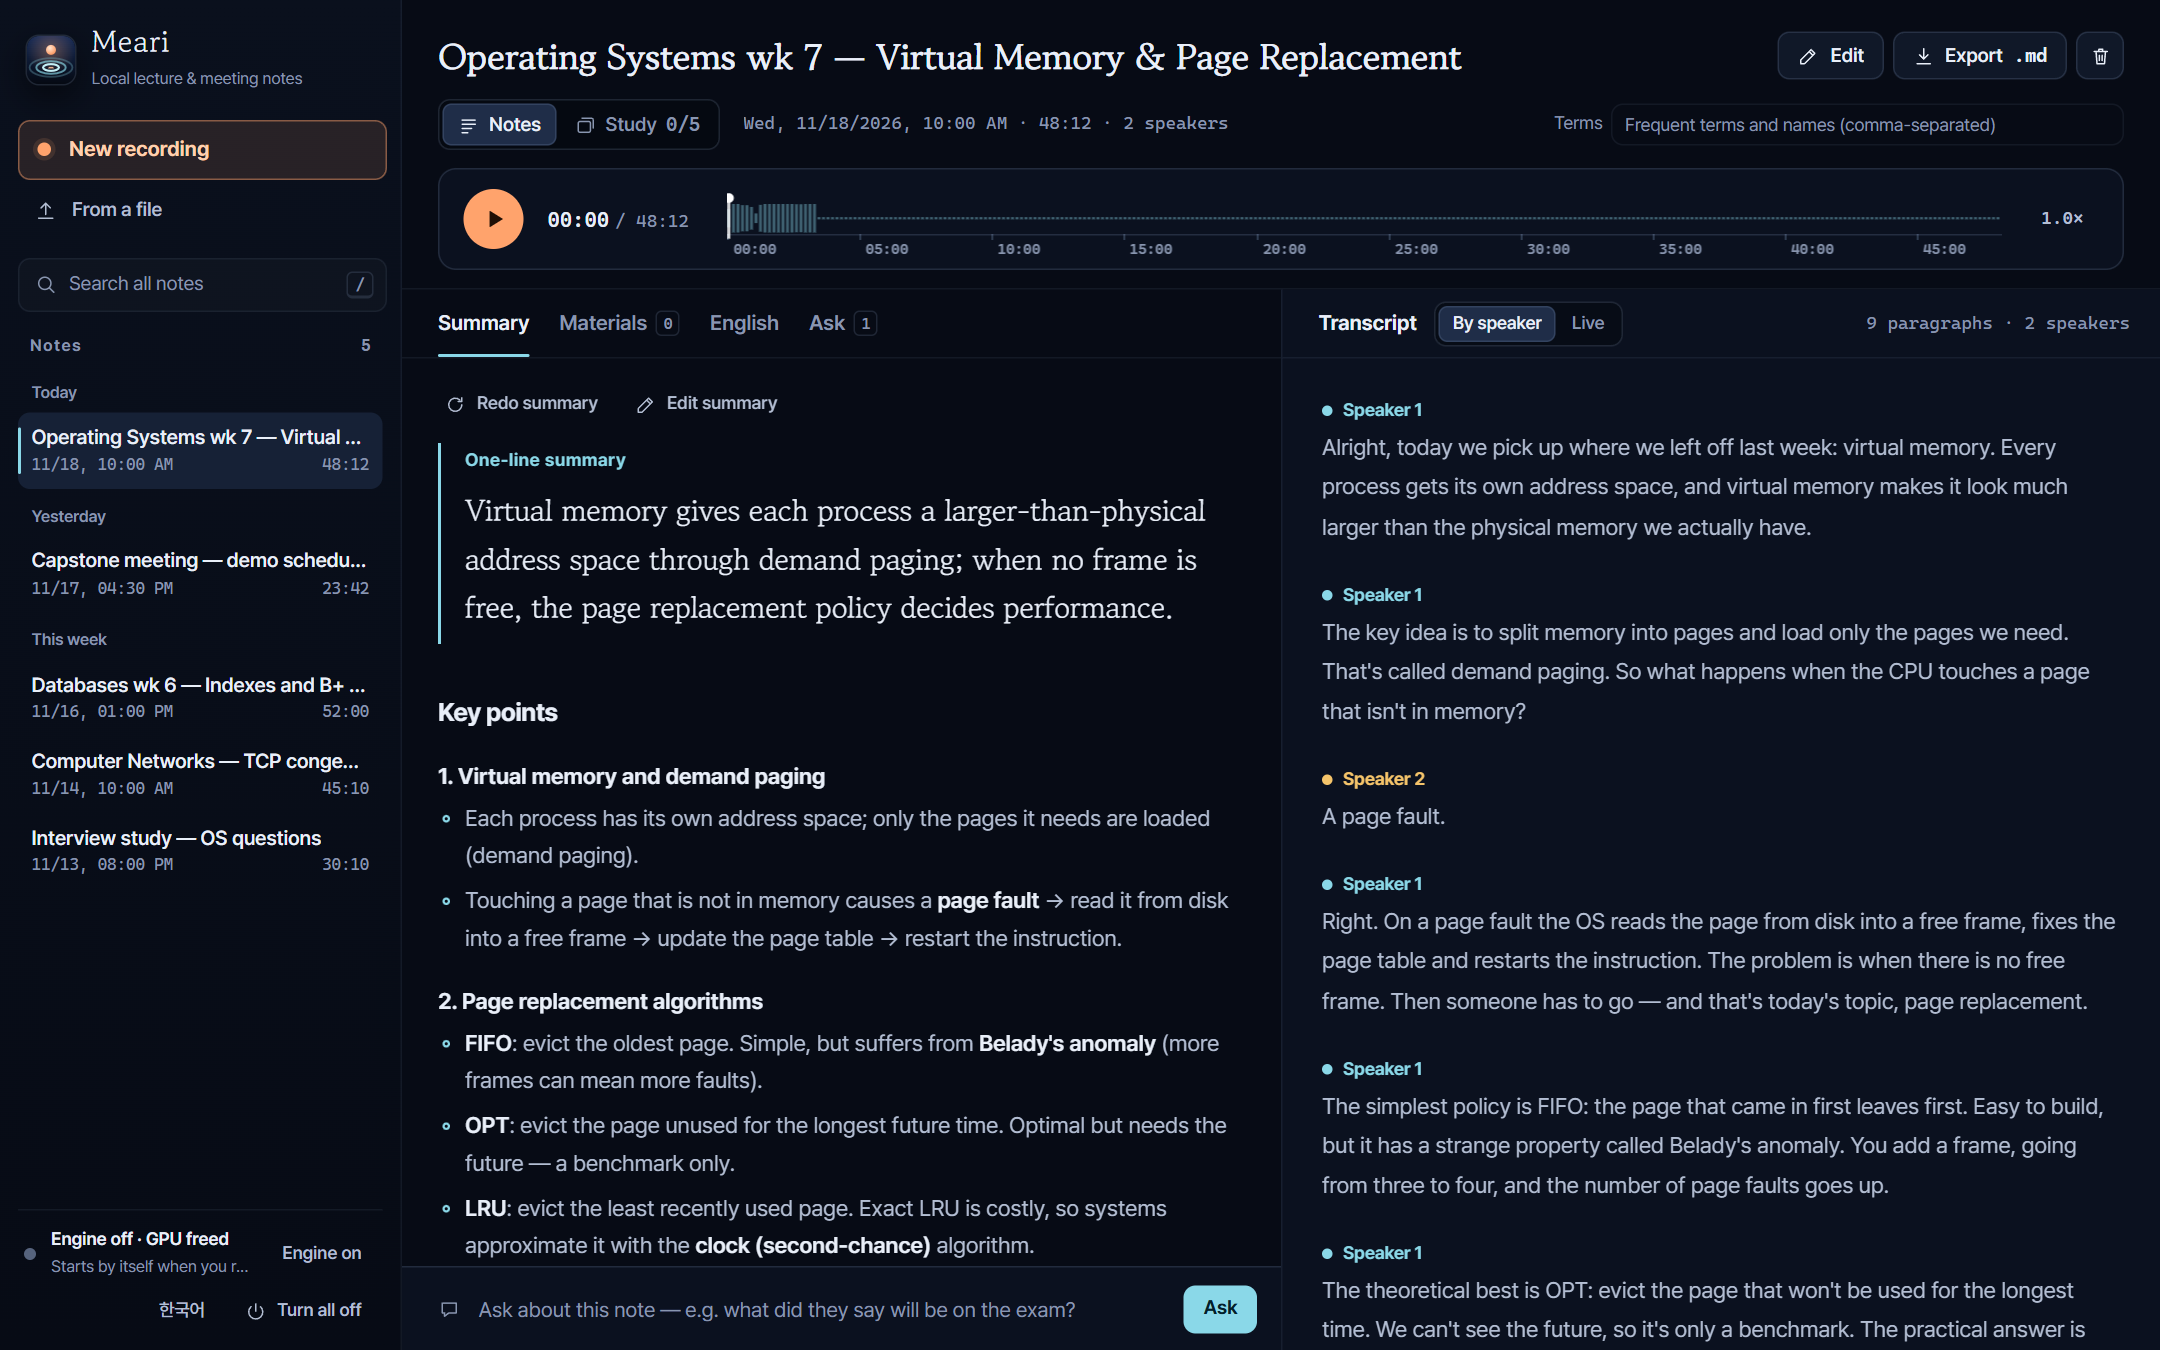 Meari
Local lecture & meeting notes
New recording
From a file
Search all notes /
Notes 5
Today
Operating Systems wk 7 — Virtual ...
11/18, 10:00 AM 48:12
Yesterday
Capstone meeting — demo schedu...
11/17, 04:30 PM 23:42
This week
Databases wk 6 — Indexes and B+ ...
11/16, 01:00 PM 52:00
Computer Networks — TCP conge...
11/14, 10:00 AM 45:10
Interview study — OS questions
11/13, 08:00 PM 30:10
Engine off · GPU freed
Starts by itself when you r...
Engine on
한국어 Turn all off
Operating Systems wk 7 — Virtual Memory & Page Replacement
Edit Export .md
Notes Study 0/5 Wed, 11/18/2026, 10:00 AM · 48:12 · 2 speakers
Terms Frequent terms and names (comma-separated)
00:00 / 48:12 1.0×
00:00 05:00 10:00 15:00 20:00 25:00 30:00 35:00 40:00 45:00
Summary Materials 0 English Ask 1
Redo summary Edit summary
One-line summary
Virtual memory gives each process a larger-than-physical
address space through demand paging; when no frame is
free, the page replacement policy decides performance.
Key points
1. Virtual memory and demand paging
Each process has its own address space; only the pages it needs are loaded
(demand paging).
Touching a page that is not in memory causes a page fault → read it from disk
into a free frame → update the page table → restart the instruction.
2. Page replacement algorithms
FIFO: evict the oldest page. Simple, but suffers from Belady's anomaly (more
frames can mean more faults).
OPT: evict the page unused for the longest future time. Optimal but needs the
future — a benchmark only.
LRU: evict the least recently used page. Exact LRU is costly, so systems
approximate it with the clock (second-chance) algorithm.
Ask about this note — e.g. what did they say will be on the exam? Ask
Transcript By speaker Live 9 paragraphs · 2 speakers
Speaker 1
Alright, today we pick up where we left off last week: virtual memory. Every
process gets its own address space, and virtual memory makes it look much
larger than the physical memory we actually have.
Speaker 1
The key idea is to split memory into pages and load only the pages we need.
That's called demand paging. So what happens when the CPU touches a page
that isn't in memory?
Speaker 2
A page fault.
Speaker 1
Right. On a page fault the OS reads the page from disk into a free frame, fixes the
page table and restarts the instruction. The problem is when there is no free
frame. Then someone has to go — and that's today's topic, page replacement.
Speaker 1
The simplest policy is FIFO: the page that came in first leaves first. Easy to build,
but it has a strange property called Belady's anomaly. You add a frame, going
from three to four, and the number of page faults goes up.
Speaker 1
The theoretical best is OPT: evict the page that won't be used for the longest
time. We can't see the future, so it's only a benchmark. The practical answer is